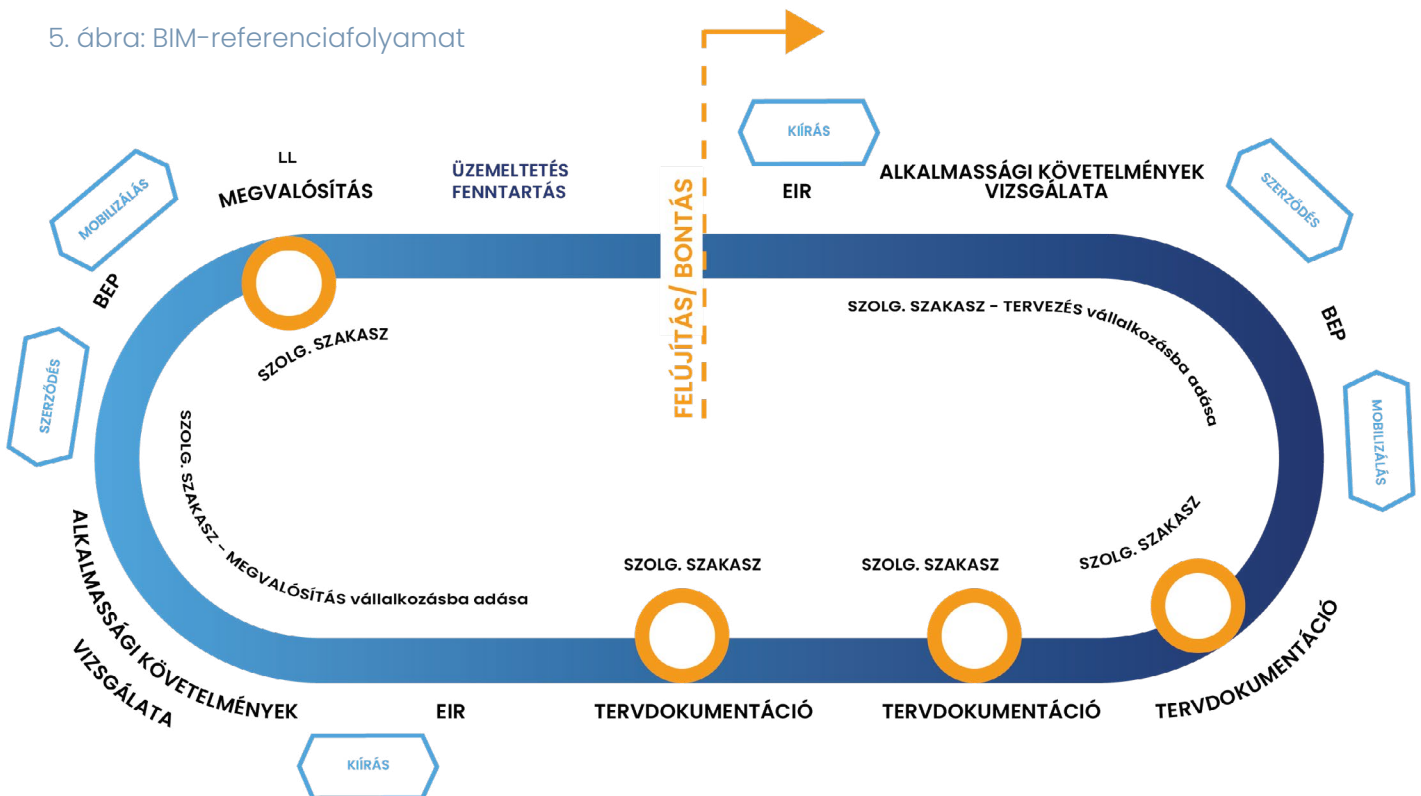 5. ábra: BIM-referenciafolyamat
KIÍRÁS
EIR
ALKALMASSÁGI KÖVETELMÉNYEK
VIZSGÁLATA
SZERZŐDÉS
BEP
MOBILIZÁLÁS
SZOLG. SZAKASZ - TERVEZÉS vállalkozásba adása
SZOLG. SZAKASZ
TERVDOKUMENTÁCIÓ
SZOLG. SZAKASZ
TERVDOKUMENTÁCIÓ
SZOLG. SZAKASZ
TERVDOKUMENTÁCIÓ
EIR
KIÍRÁS
ALKALMASSÁGI KÖVETELMÉNYEK
VIZSGÁLATA
SZOLG. SZAKASZ - MEGVALÓSÍTÁS vállalkozásba adása
SZERZŐDÉS
BEP
MOBILIZÁLÁS
LL
MEGVALÓSÍTÁS
SZOLG. SZAKASZ
ÜZEMELTETÉS
FENNTARTÁS
FELÚJÍTÁS/ BONTÁS